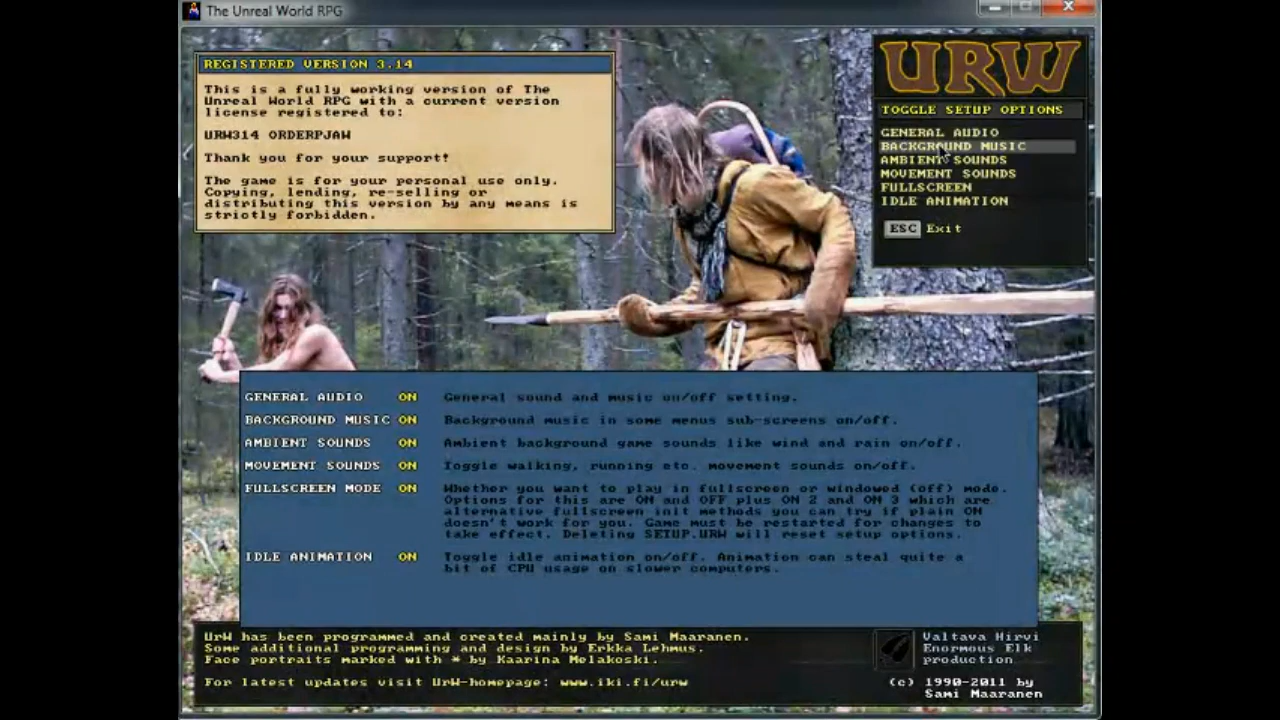 The Unreal World RPG
REGISTERED VERSION 3.14
This is a fully working version of The
Unreal World RPG with a current version
license registered to:
URW314 ORDERPJAW
Thank you for your support!
The game is for your personal use only.
Copying, lending, re-selling or
distributing this version by any means is
strictly forbidden.
URW
TOGGLE SETUP OPTIONS
GENERAL AUDIO
BACKGROUND MUSIC
AMBIENT SOUNDS
MOVEMENT SOUNDS
FULLSCREEN
IDLE ANIMATION
ESC Exit
GENERAL AUDIO ON General sound and music on/off setting.
BACKGROUND MUSIC ON Background music in some menus sub-screens on/off.
AMBIENT SOUNDS ON Ambient background game sounds like wind and rain on/off.
MOVEMENT SOUNDS ON Toggle walking, running etc. movement sounds on/off.
FULLSCREEN MODE ON Whether you want to play in fullscreen or windowed (off) mode.
Options for this are ON and OFF plus ON 2 and ON 3 which are
alternative fullscreen init methods you can try if plain ON
doesn't work for you. Game must be restarted for changes to
take effect. Deleting SETUP.URW will reset setup options.
IDLE ANIMATION ON Toggle idle animation on/off. Animation can steal quite a
bit of CPU usage on slower computers.
UrW has been programmed and created mainly by Sami Maaranen.
Some additional programming and design by Erkka Lehmus.
Face portraits marked with * by Kaarina Melakoski.
For latest updates visit UrW-homepage: www.iki.fi/urw
Valtava Hirvi
Enormous Elk
production
(c) 1990-2011 by
Sami Maaranen